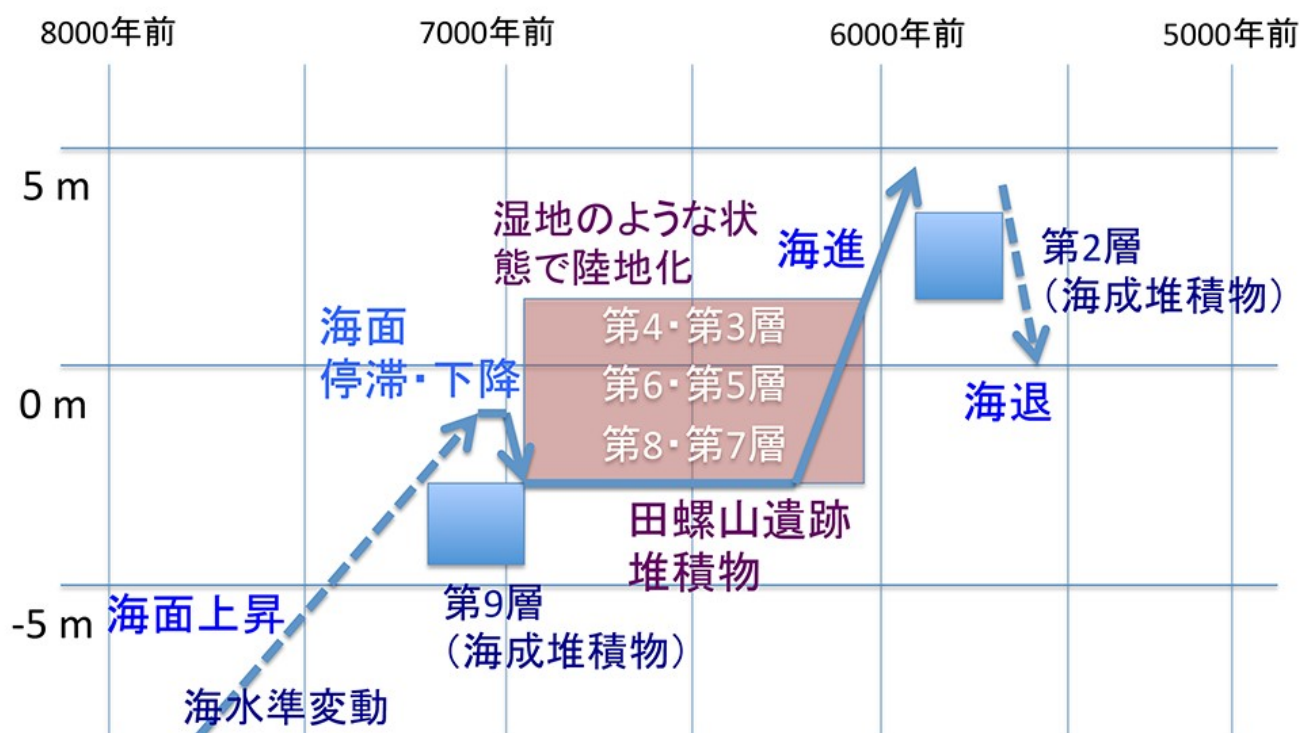 8000年前
7000年前
6000年前
5000年前
5 m
湿地のような状
態で陸地化
海進
第2層
（海成堆積物）
海面
停滞・下降
第4・第3層
第6・第5層
第8・第7層
0 m
海退
田螺山遺跡
堆積物
-5 m
海面上昇
第9層
（海成堆積物）
海水準変動